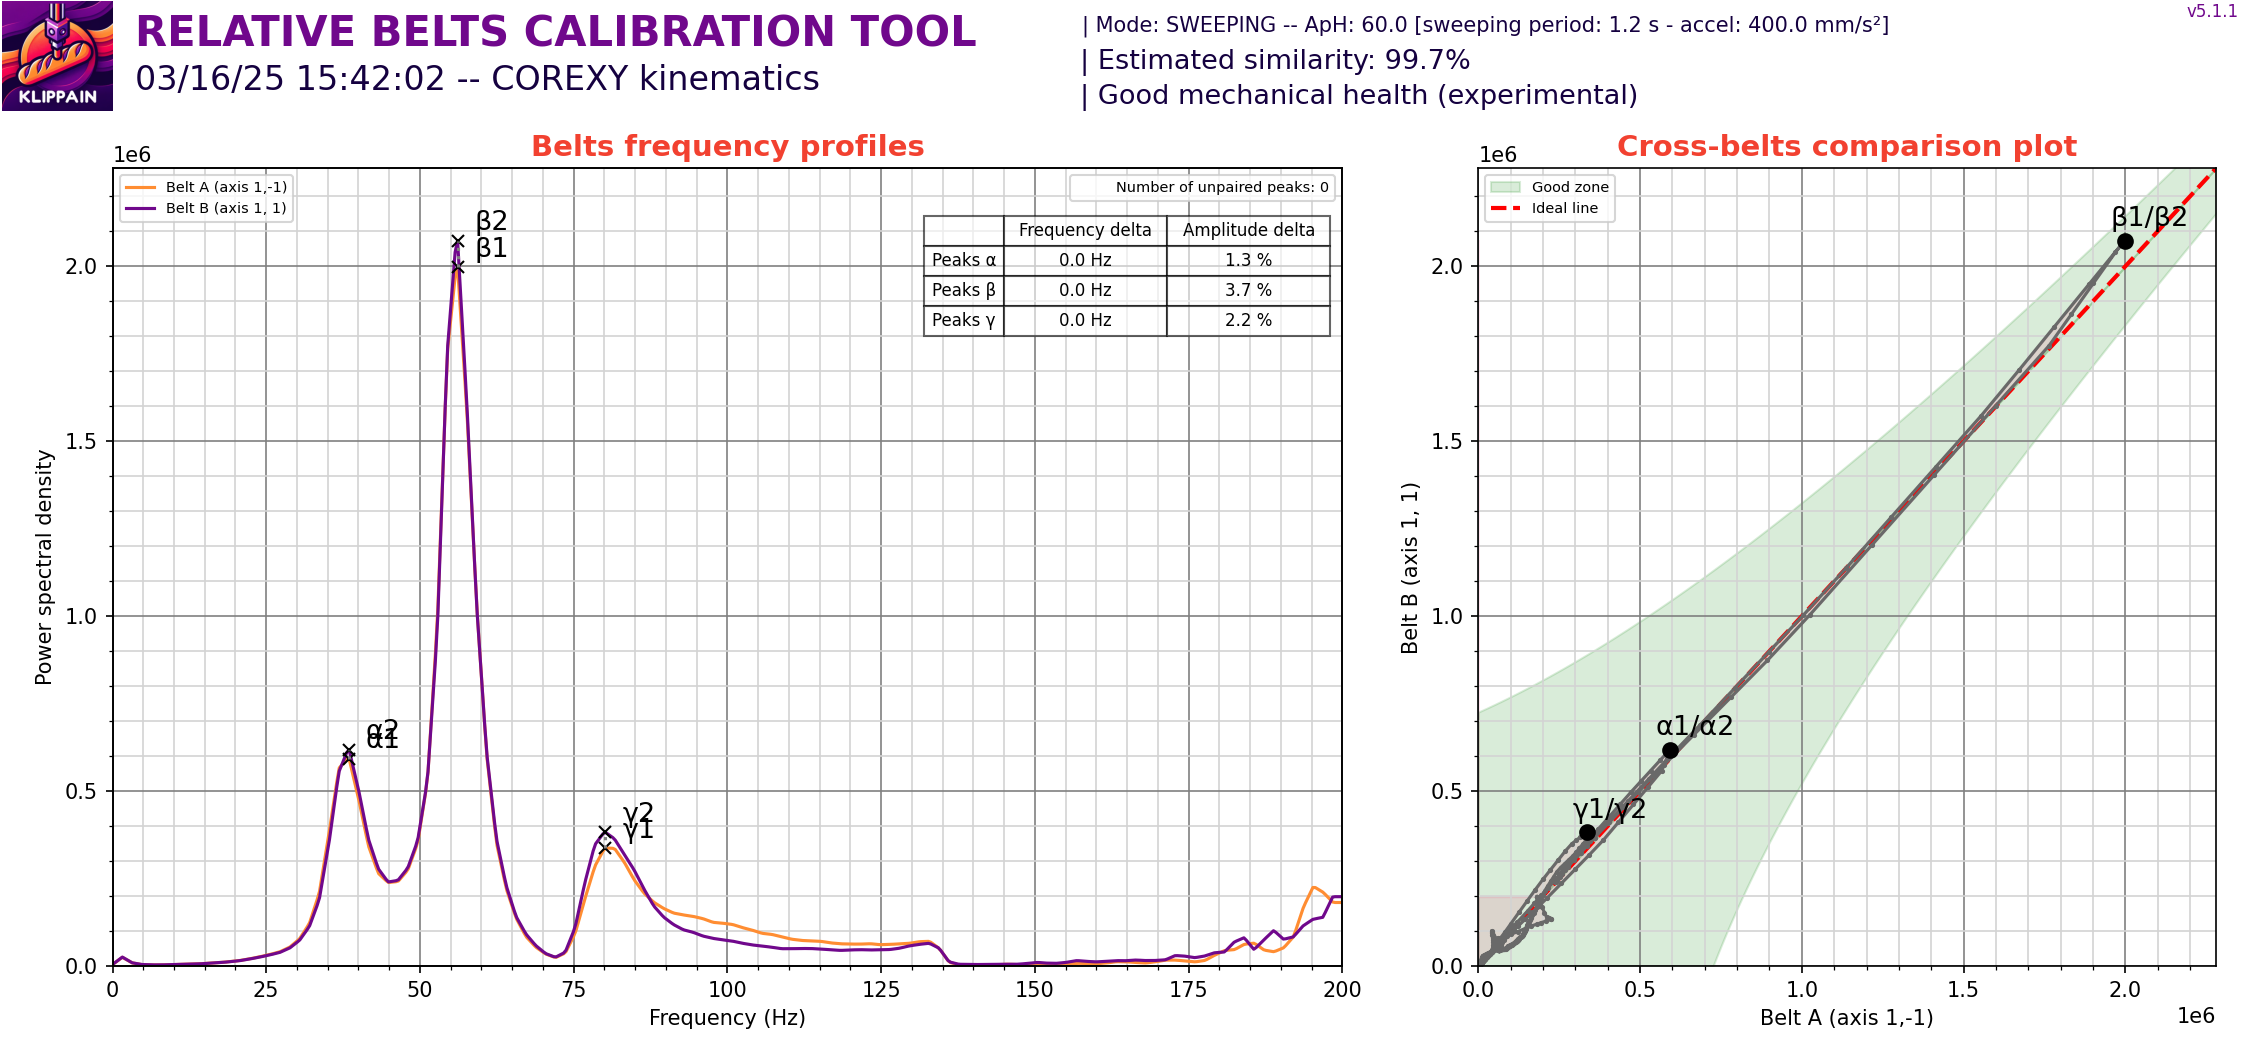 KLIPPAIN
RELATIVE BELTS CALIBRATION TOOL
03/16/25 15:42:02 -- COREXY kinematics
| Mode: SWEEPING -- ApH: 60.0 [sweeping period: 1.2 s - accel: 400.0 mm/s²]
| Estimated similarity: 99.7%
| Good mechanical health (experimental)
v5.1.1
Belts frequency profiles
1e6
Belt A (axis 1,-1)
Belt B (axis 1, 1)
Number of unpaired peaks: 0
Frequency delta Amplitude delta
Peaks α 0.0 Hz 1.3 %
Peaks β 0.0 Hz 3.7 %
Peaks γ 0.0 Hz 2.2 %
β2
β1
α2
α1
γ2
γ1
Power spectral density
2.0
1.5
1.0
0.5
0.0
0 25 50 75 100 125 150 175 200
Frequency (Hz)
Cross-belts comparison plot
1e6
Good zone
Ideal line
β1/β2
α1/α2
γ1/γ2
Belt B (axis 1, 1)
2.0
1.5
1.0
0.5
0.0
0.0 0.5 1.0 1.5 2.0
Belt A (axis 1,-1)
1e6